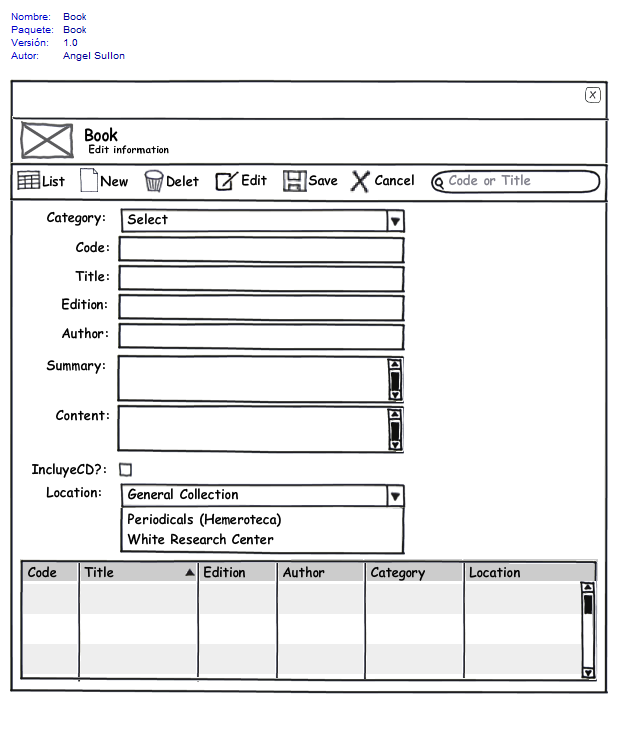 Nombre: Book
Paquete: Book
Versión: 1.0
Autor: Angel Sullon
X
Book
Edit information
List New Delet Edit Save Cancel Code or Title
Category: Select
Code:
Title:
Edition:
Author:
Summary:
Content:
IncluyeCD?:
Location: General Collection
Periodicals (Hemeroteca)
White Research Center
Code Title Edition Author Category Location